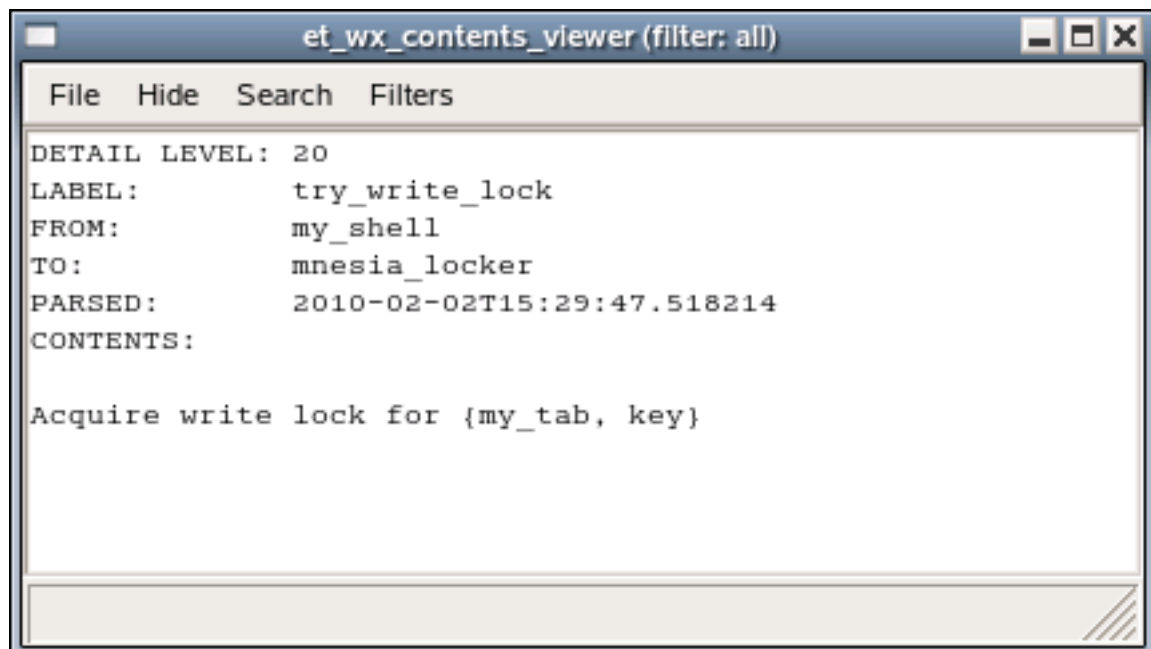 et_wx_contents_viewer (filter: all)
File Hide Search Filters
DETAIL LEVEL: 20
LABEL: try_write_lock
FROM: my_shell
TO: mnesia_locker
PARSED: 2010-02-02T15:29:47.518214
CONTENTS:
Acquire write lock for {my_tab, key}